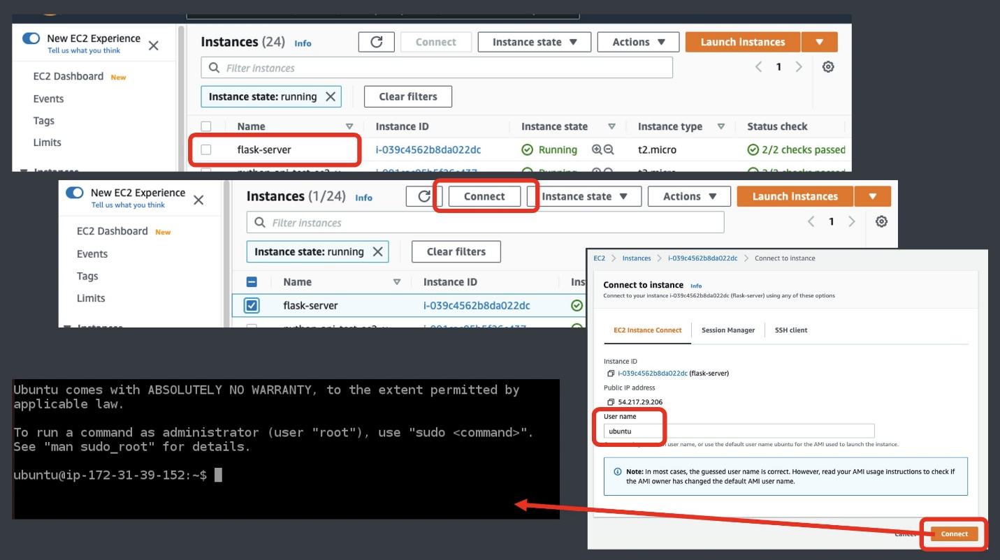 New EC2 Experience
Tell us what you think
EC2 Dashboard New
Events
Tags
Limits
Instances
Instances (24) Info
Connect
Instance state
Actions
Launch instances
Filter instances
1
Instance state: running
Clear filters
Name
Instance ID
Instance state
Instance type
Status check
flask-server
i-039c4562b8da022dc
Running
t2.micro
2/2 checks passed
New EC2 Experience
Tell us what you think
EC2 Dashboard New
Events
Tags
Limits
Instances
Instances (1/24) Info
Connect
Instance state
Actions
Launch instances
Filter instances
1
Instance state: running
Clear filters
Name
Instance ID
Ins
flask-server
i-039c4562b8da022dc
EC2 > Instances > i-039c4562b8da022dc > Connect to instance
Connect to instance Info
Connect to your instance i-039c4562b8da022dc (flask-server) using any of these options
EC2 Instance Connect
Session Manager
SSH client
Instance ID
i-039c4562b8da022dc (flask-server)
Public IP address
54.217.29.206
User name
ubuntu
user name, or use the default user name ubuntu for the AMI used to launch the instance.
Note: In most cases, the guessed user name is correct. However, read your AMI usage instructions to check if
the AMI owner has changed the default AMI user name.
Cancel
Connect
Ubuntu comes with ABSOLUTELY NO WARRANTY, to the extent permitted by
applicable law.
To run a command as administrator (user "root"), use "sudo <command>".
See "man sudo_root" for details.
ubuntu@ip-172-31-39-152:~$